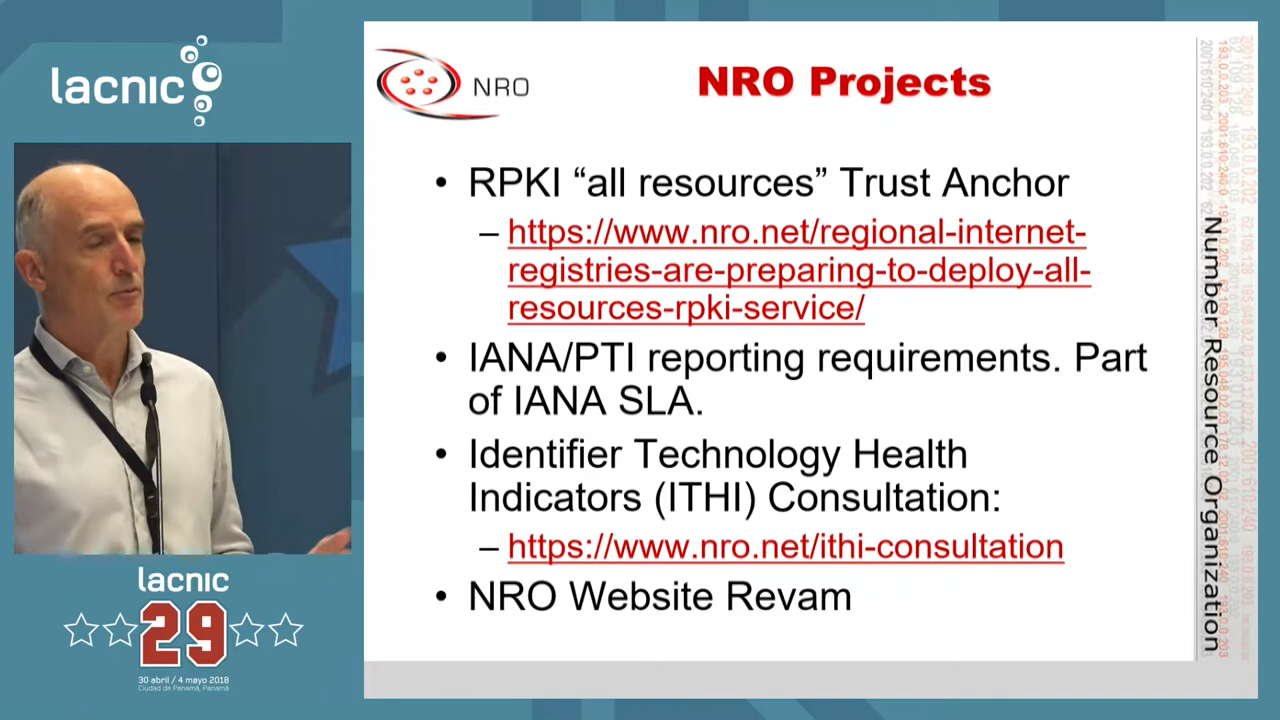 lacnic
NRO
NRO Projects
• RPKI “all resources” Trust Anchor
– https://www.nro.net/regional-internet-
registries-are-preparing-to-deploy-all-
resources-rpki-service/
• IANA/PTI reporting requirements. Part
of IANA SLA.
• Identifier Technology Health
Indicators (ITHI) Consultation:
– https://www.nro.net/ithi-consultation
• NRO Website Revam
Number Resource Organization
lacnic
29
30 abril / 4 mayo 2018
Ciudad de Panamá, Panamá